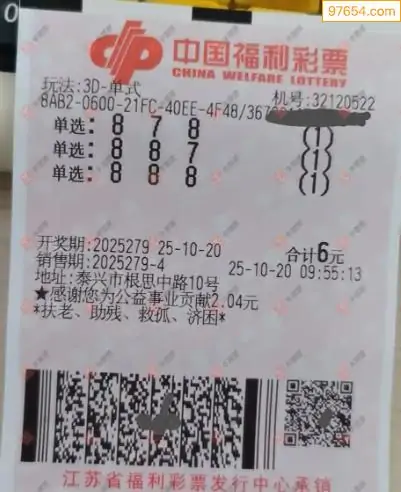 97654.com
中国福利彩票
CHINA WELFARE LOTTERY
玩法:3D-单式
机号:32120522
8AB2-0600-21FC-40EE-4F48/367
单选: 8 7 8 (1)
单选: 8 8 7 (1)
单选: 8 8 8 (1)
开奖期:2025279 25-10-20 合计6元
销售期:2025279-4 25-10-20 09:55:13
地址:泰兴市根思中路10号
★感谢您为公益事业贡献2.04元
*扶老、助残、救孤、济困*
江苏省福利彩票发行中心承销